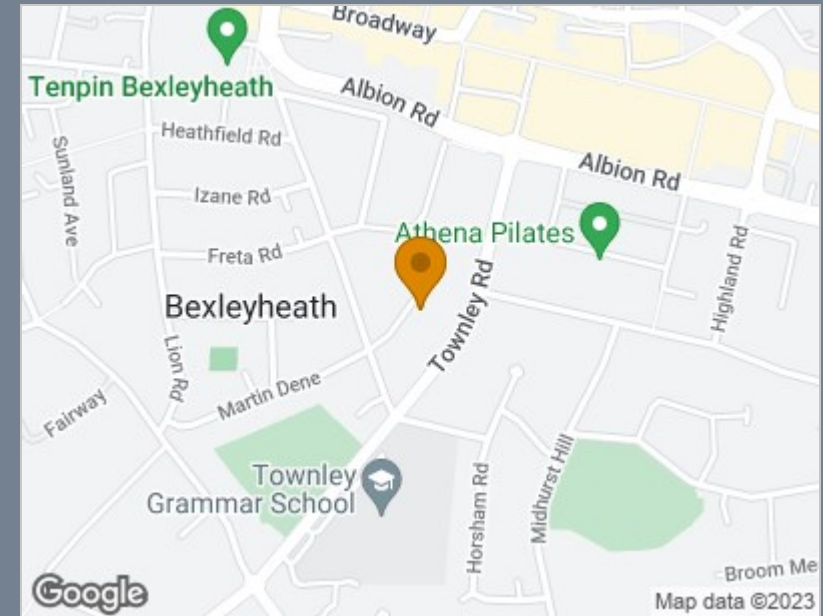 Broadway
Tenpin Bexleyheath
Albion Rd
Heathfield Rd
Albion Rd
Sunland Ave
Izane Rd
Athena Pilates
Freta Rd
Highland Rd
Townley Rd
Bexleyheath
Lion Rd
Martin Dene
Fairway
Townley
Grammar School
Horsham Rd
Midhurst Hill
Broom Me
Google
Map data ©2023